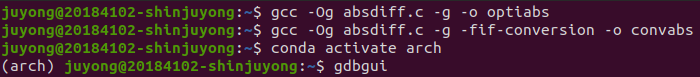 juyong@20184102-shinjuyong:~$ gcc -Og absdiff.c -g -o optiabs
juyong@20184102-shinjuyong:~$ gcc -Og absdiff.c -g -fif-conversion -o convabs
juyong@20184102-shinjuyong:~$ conda activate arch
(arch) juyong@20184102-shinjuyong:~$ gdbgui